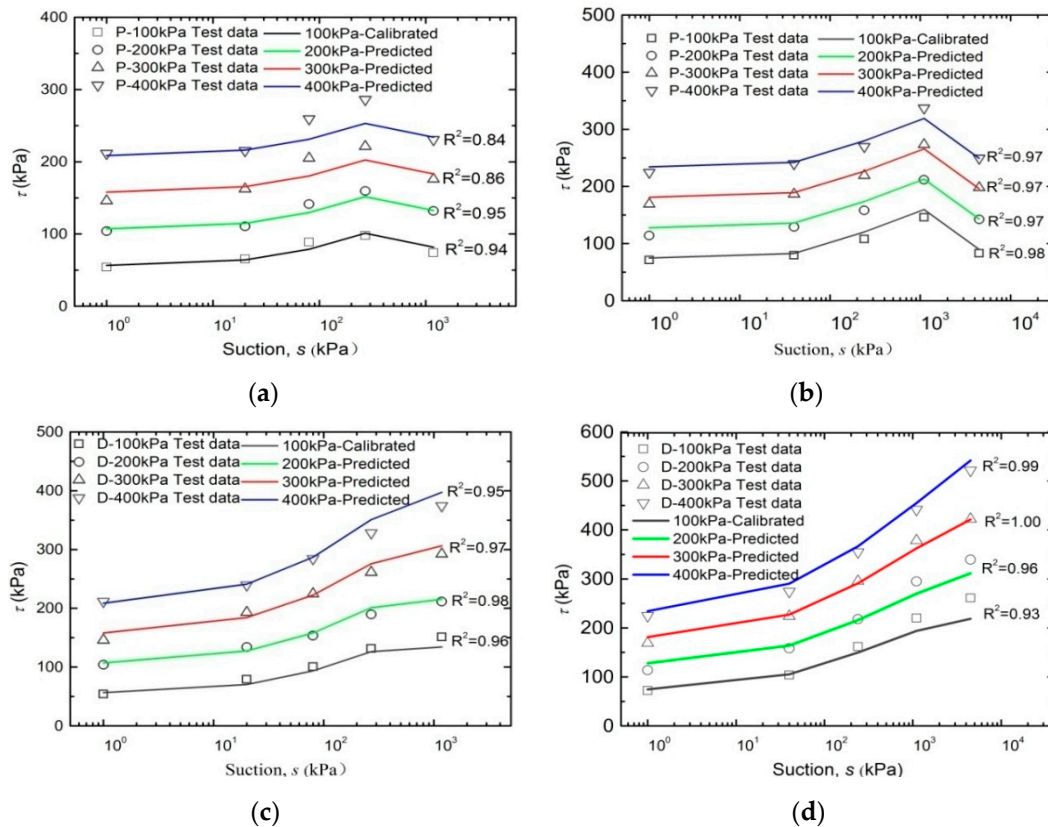 400
P-100kPa Test data 100kPa-Calibrated
P-200kPa Test data 200kPa-Predicted
P-300kPa Test data 300kPa-Predicted
P-400kPa Test data 400kPa-Predicted
300
200
100
0
τ (kPa)
R²=0.84
R²=0.86
R²=0.95
R²=0.94
10⁰ 10¹ 10² 10³
Suction, s (kPa)
(a)
500
P-100kPa Test data 100kPa-Calibrated
P-200kPa Test data 200kPa-Predicted
P-300kPa Test data 300kPa-Predicted
P-400kPa Test data 400kPa-Predicted
400
300
200
100
0
τ (kPa)
R²=0.97
R²=0.97
R²=0.97
R²=0.98
10⁰ 10¹ 10² 10³ 10⁴
Suction, s (kPa)
(b)
500
D-100kPa Test data 100kPa-Calibrated
D-200kPa Test data 200kPa-Predicted
D-300kPa Test data 300kPa-Predicted
D-400kPa Test data 400kPa-Predicted
400
300
200
100
0
τ (kPa)
R²=0.95
R²=0.97
R²=0.98
R²=0.96
10⁰ 10¹ 10² 10³
Suction, s (kPa)
(c)
600
D-100kPa Test data
D-200kPa Test data
D-300kPa Test data
D-400kPa Test data
100kPa-Calibrated
200kPa-Predicted
300kPa-Predicted
400kPa-Predicted
500
400
300
200
100
0
τ (kPa)
R²=0.99
R²=1.00
R²=0.96
R²=0.93
10⁰ 10¹ 10² 10³ 10⁴
Suction, s (kPa)
(d)